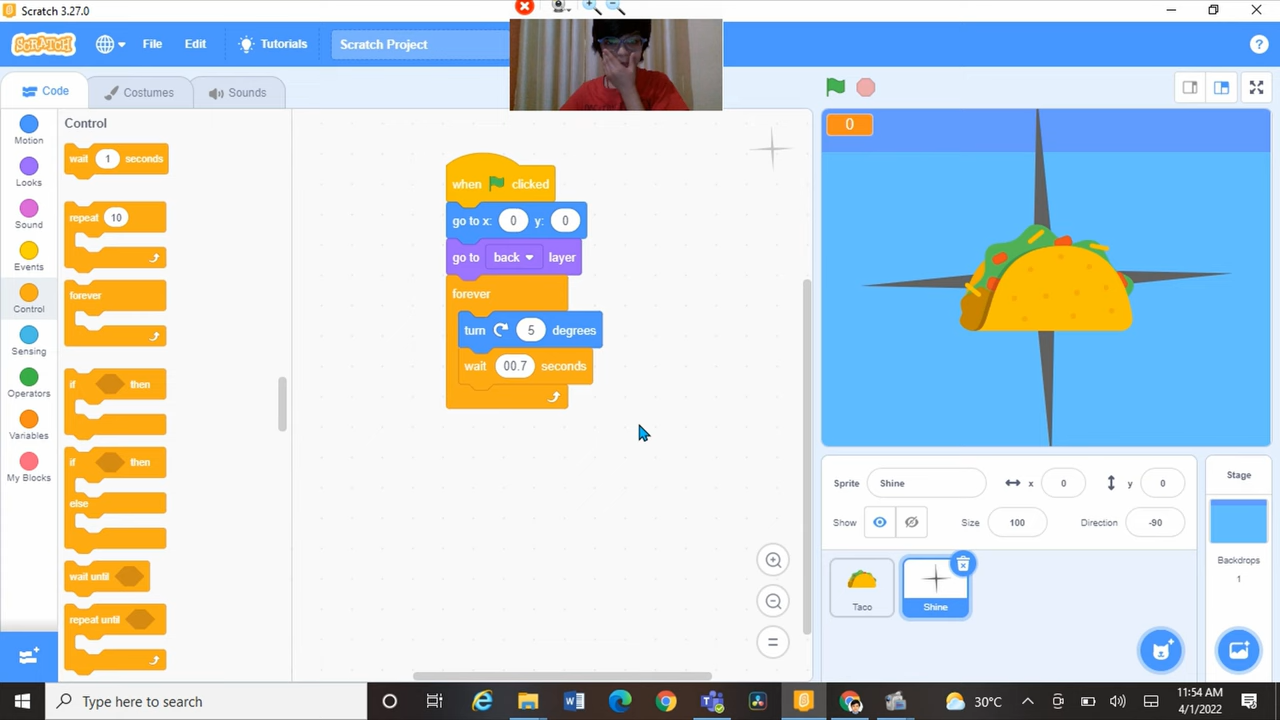 Scratch 3.27.0
SCRATCH File Edit Tutorials Scratch Project ?
Code Costumes Sounds
Motion
Looks
Sound
Events
Control
Sensing
Operators
Variables
My Blocks
Control
wait 1 seconds
repeat 10
forever
if then
if then
else
wait until
repeat until
when clicked
go to x: 0 y: 0
go to back layer
forever
turn 5 degrees
wait 00.7 seconds
0
Sprite Shine x 0 y 0
Show Size 100 Direction -90
Taco
Shine
Stage
Backdrops
1
Type here to search
30°C
11:54 AM
4/1/2022